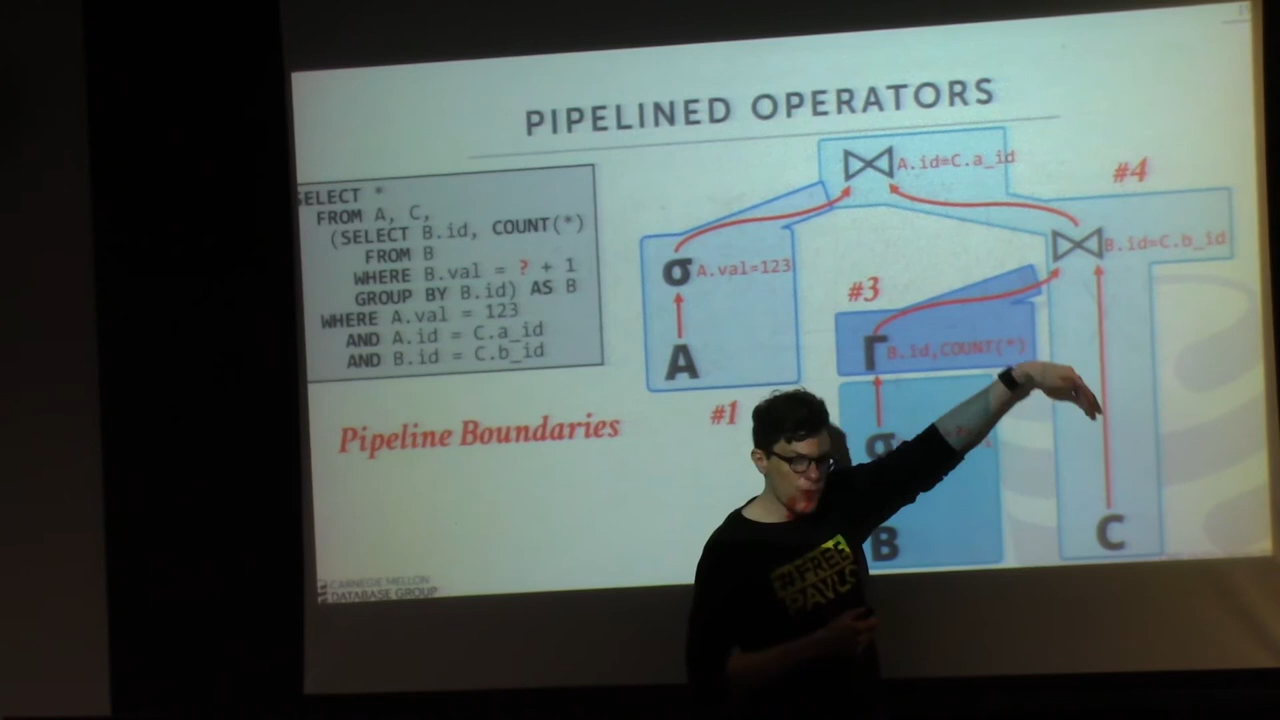 PIPELINED OPERATORS
SELECT *
FROM A, C,
(SELECT B.id, COUNT(*)
FROM B
WHERE B.val = ? + 1
GROUP BY B.id) AS B
WHERE A.val = 123
AND A.id = C.a_id
AND B.id = C.b_id
Pipeline Boundaries
⋈ A.id=C.a_id
#4
⋈ B.id=C.b_id
σ A.val=123
A
#1
#3
Γ B.id,COUNT(*)
σ
B
C
#FREE
PAVLO
CARNEGIE MELLON
DATABASE GROUP